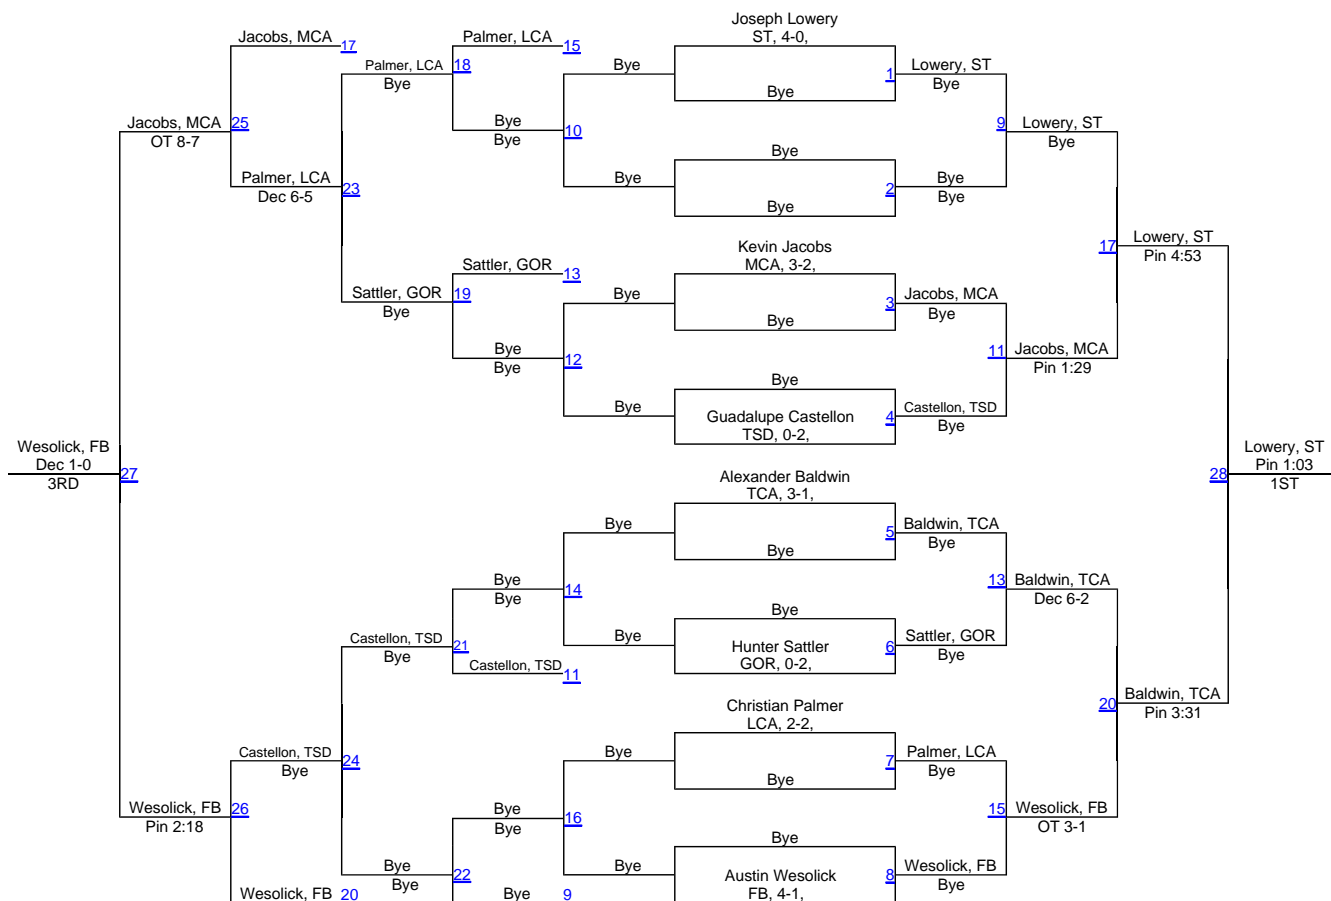 Joseph Lowery
ST, 4-0,
Jacobs, MCA 17
Palmer, LCA 15
Palmer, LCA 18
Bye
Bye
1 Lowery, ST
Bye
Bye
Jacobs, MCA 25
OT 8-7
Bye
Bye
10
9 Lowery, ST
Bye
Bye
Palmer, LCA 23
Dec 6-5
Bye
2 Bye
Bye
Bye
Kevin Jacobs
MCA, 3-2,
17 Lowery, ST
Pin 4:53
Sattler, GOR 13
Sattler, GOR 19
Bye
Bye
3 Jacobs, MCA
Bye
Bye
Bye
Bye
12
11 Jacobs, MCA
Pin 1:29
Bye
Bye
Guadalupe Castellon
TSD, 0-2,
4 Castellon, TSD
Bye
Wesolick, FB
Dec 1-0
3RD
27
28
Lowery, ST
Pin 1:03
1ST
Alexander Baldwin
TCA, 3-1,
Bye
5 Baldwin, TCA
Bye
Bye
Bye
Bye
14
13 Baldwin, TCA
Dec 6-2
Bye
Castellon, TSD 21
Bye
Bye
Hunter Sattler
GOR, 0-2,
6 Sattler, GOR
Bye
Castellon, TSD 11
Christian Palmer
LCA, 2-2,
20 Baldwin, TCA
Pin 3:31
Castellon, TSD 24
Bye
Bye
7 Palmer, LCA
Bye
Bye
Wesolick, FB 26
Pin 2:18
Bye
Bye
16
15 Wesolick, FB
OT 3-1
Bye
Bye
Bye
22
Bye
Austin Wesolick
FB, 4-1,
8 Wesolick, FB
Bye
Wesolick, FB 20
Bye 9